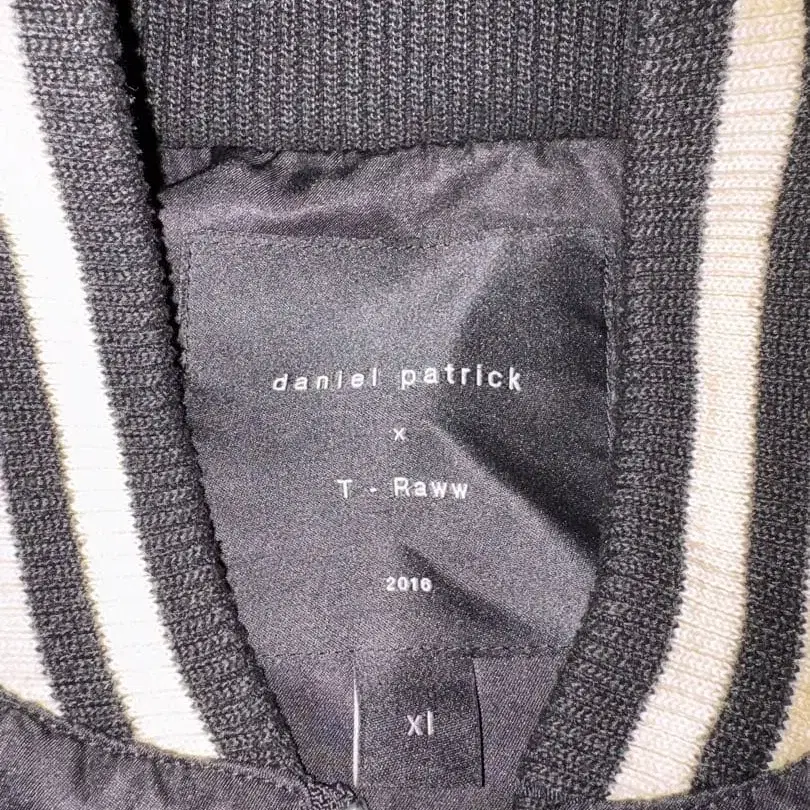 daniel patrick
x
T - Raww
2016
xl